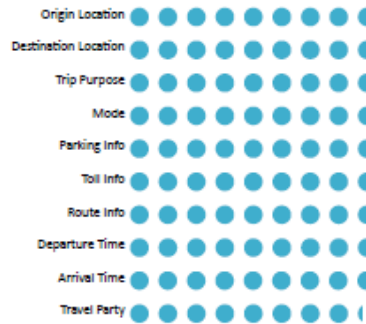 Origin Location
Destination Location
Trip Purpose
Mode
Parking Info
Toll Info
Route Info
Departure Time
Arrival Time
Travel Party